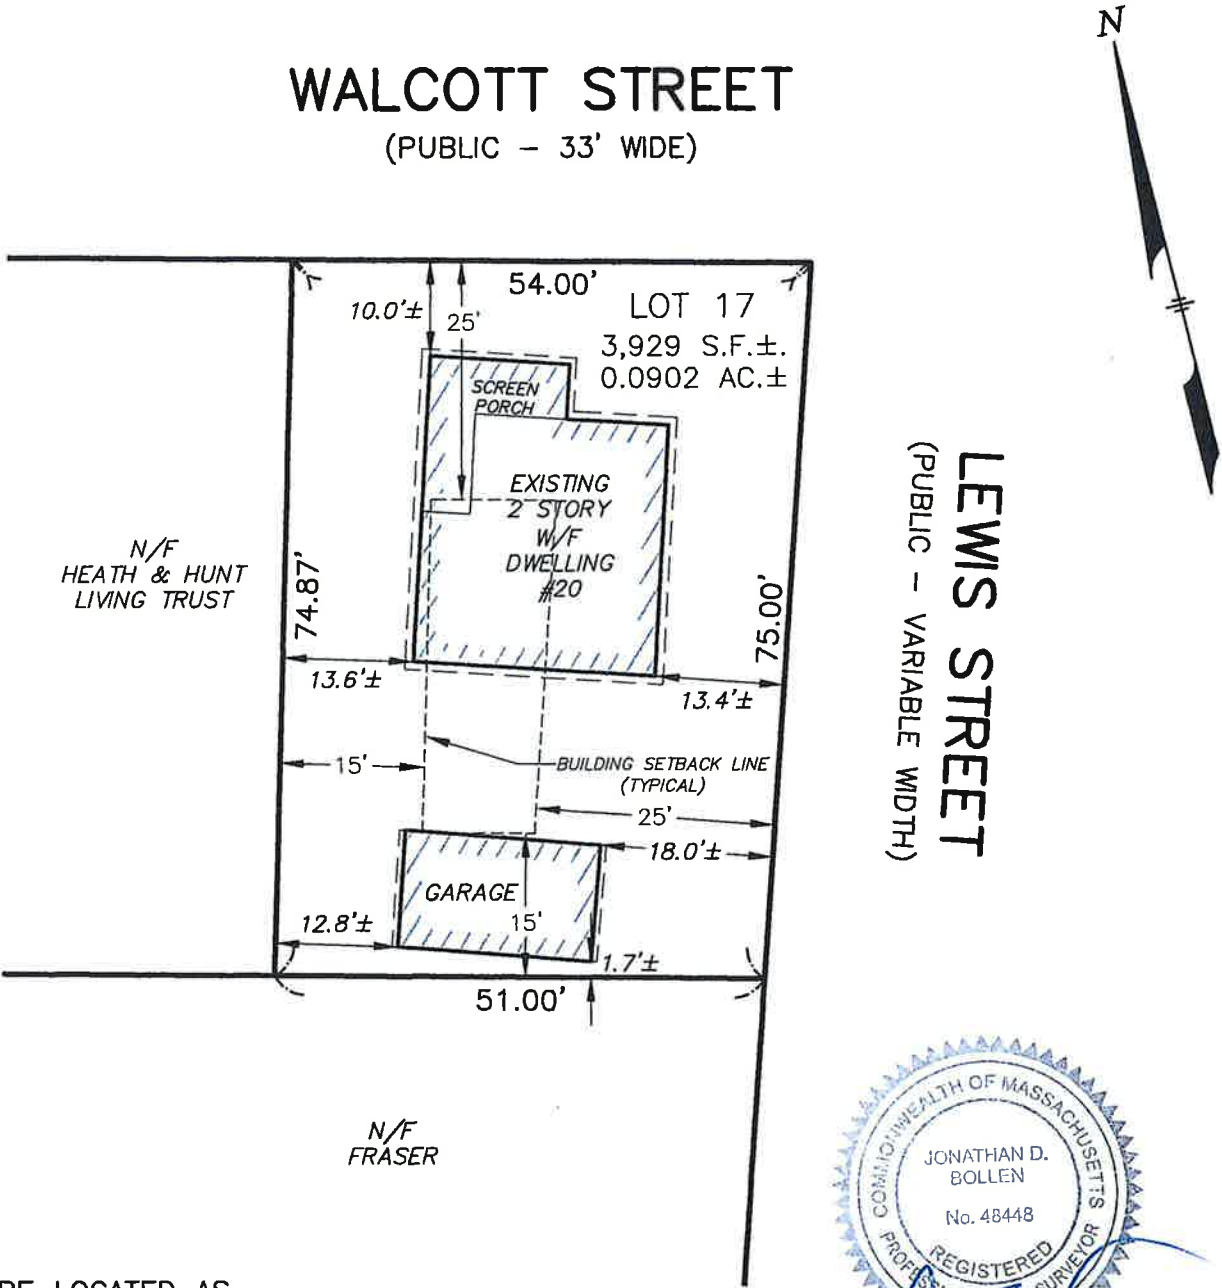 N
WALCOTT STREET
(PUBLIC - 33' WIDE)
54.00'
10.0'±
25'
LOT 17
3,929 S.F.±.
0.0902 AC.±
SCREEN
PORCH
EXISTING
2 STORY
W/F
DWELLING
#20
N/F
HEATH & HUNT
LIVING TRUST
74.87'
75.00'
LEWIS STREET
(PUBLIC - VARIABLE WIDTH)
13.6'±
13.4'±
15'
BUILDING SETBACK LINE
(TYPICAL)
25'
18.0'±
GARAGE
15'
12.8'±
1.7'±
51.00'
N/F
FRASER
COMMONWEALTH OF MASSACHUSETTS
JONATHAN D.
BOLLEN
No. 48448
REGISTERED
SURVEYOR